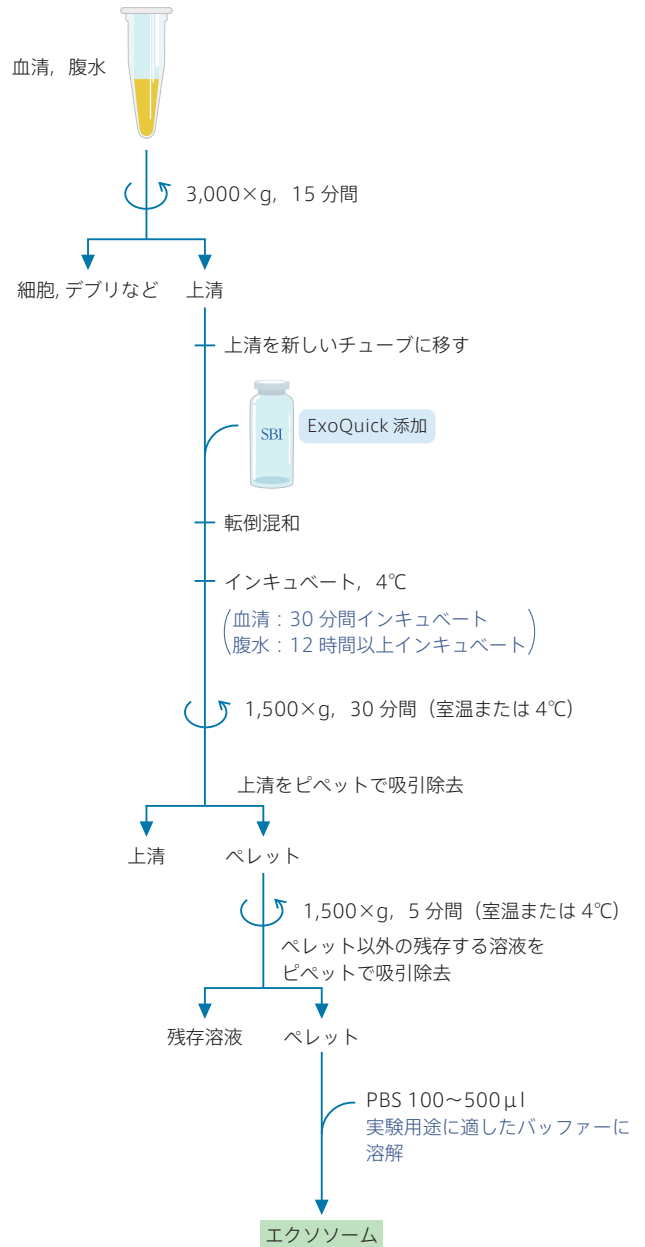 血清，腹水
3,000×g，15 分間
細胞, デブリなど
上清
上清を新しいチューブに移す
SBI
ExoQuick 添加
転倒混和
インキュベート，4℃
血清：30 分間インキュベート
腹水：12 時間以上インキュベート
1,500×g，30 分間（室温または 4℃）
上清をピペットで吸引除去
上清
ペレット
1,500×g，5 分間（室温または 4℃）
ペレット以外の残存する溶液を
ピペットで吸引除去
残存溶液
ペレット
PBS 100～500μl
実験用途に適したバッファーに
溶解
エクソソーム